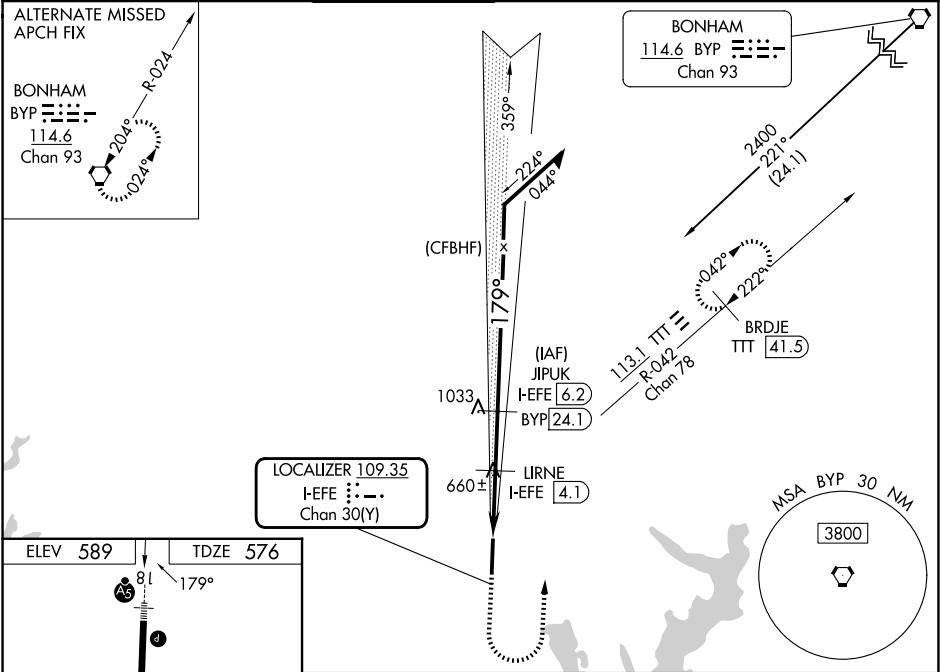 ALTERNATE MISSED
APCH FIX
R-024
BONHAM
BYP
114.6
Chan 93
204°
024°
BONHAM
114.6 BYP
Chan 93
359°
224°
044°
2400
221°
(24.1)
(CFBHF)
x
179°
042°
222°
BRDJE
TTT 41.5
113.1 TTT
R-042
Chan 78
(IAF)
JIPUK
I-EFE 6.2
BYP 24.1
1033
LIRNE
I-EFE 4.1
660±
LOCALIZER 109.35
I-EFE
Chan 30(Y)
MSA BYP 30 NM
3800
ELEV 589
TDZE 576
18
179°
A5
P